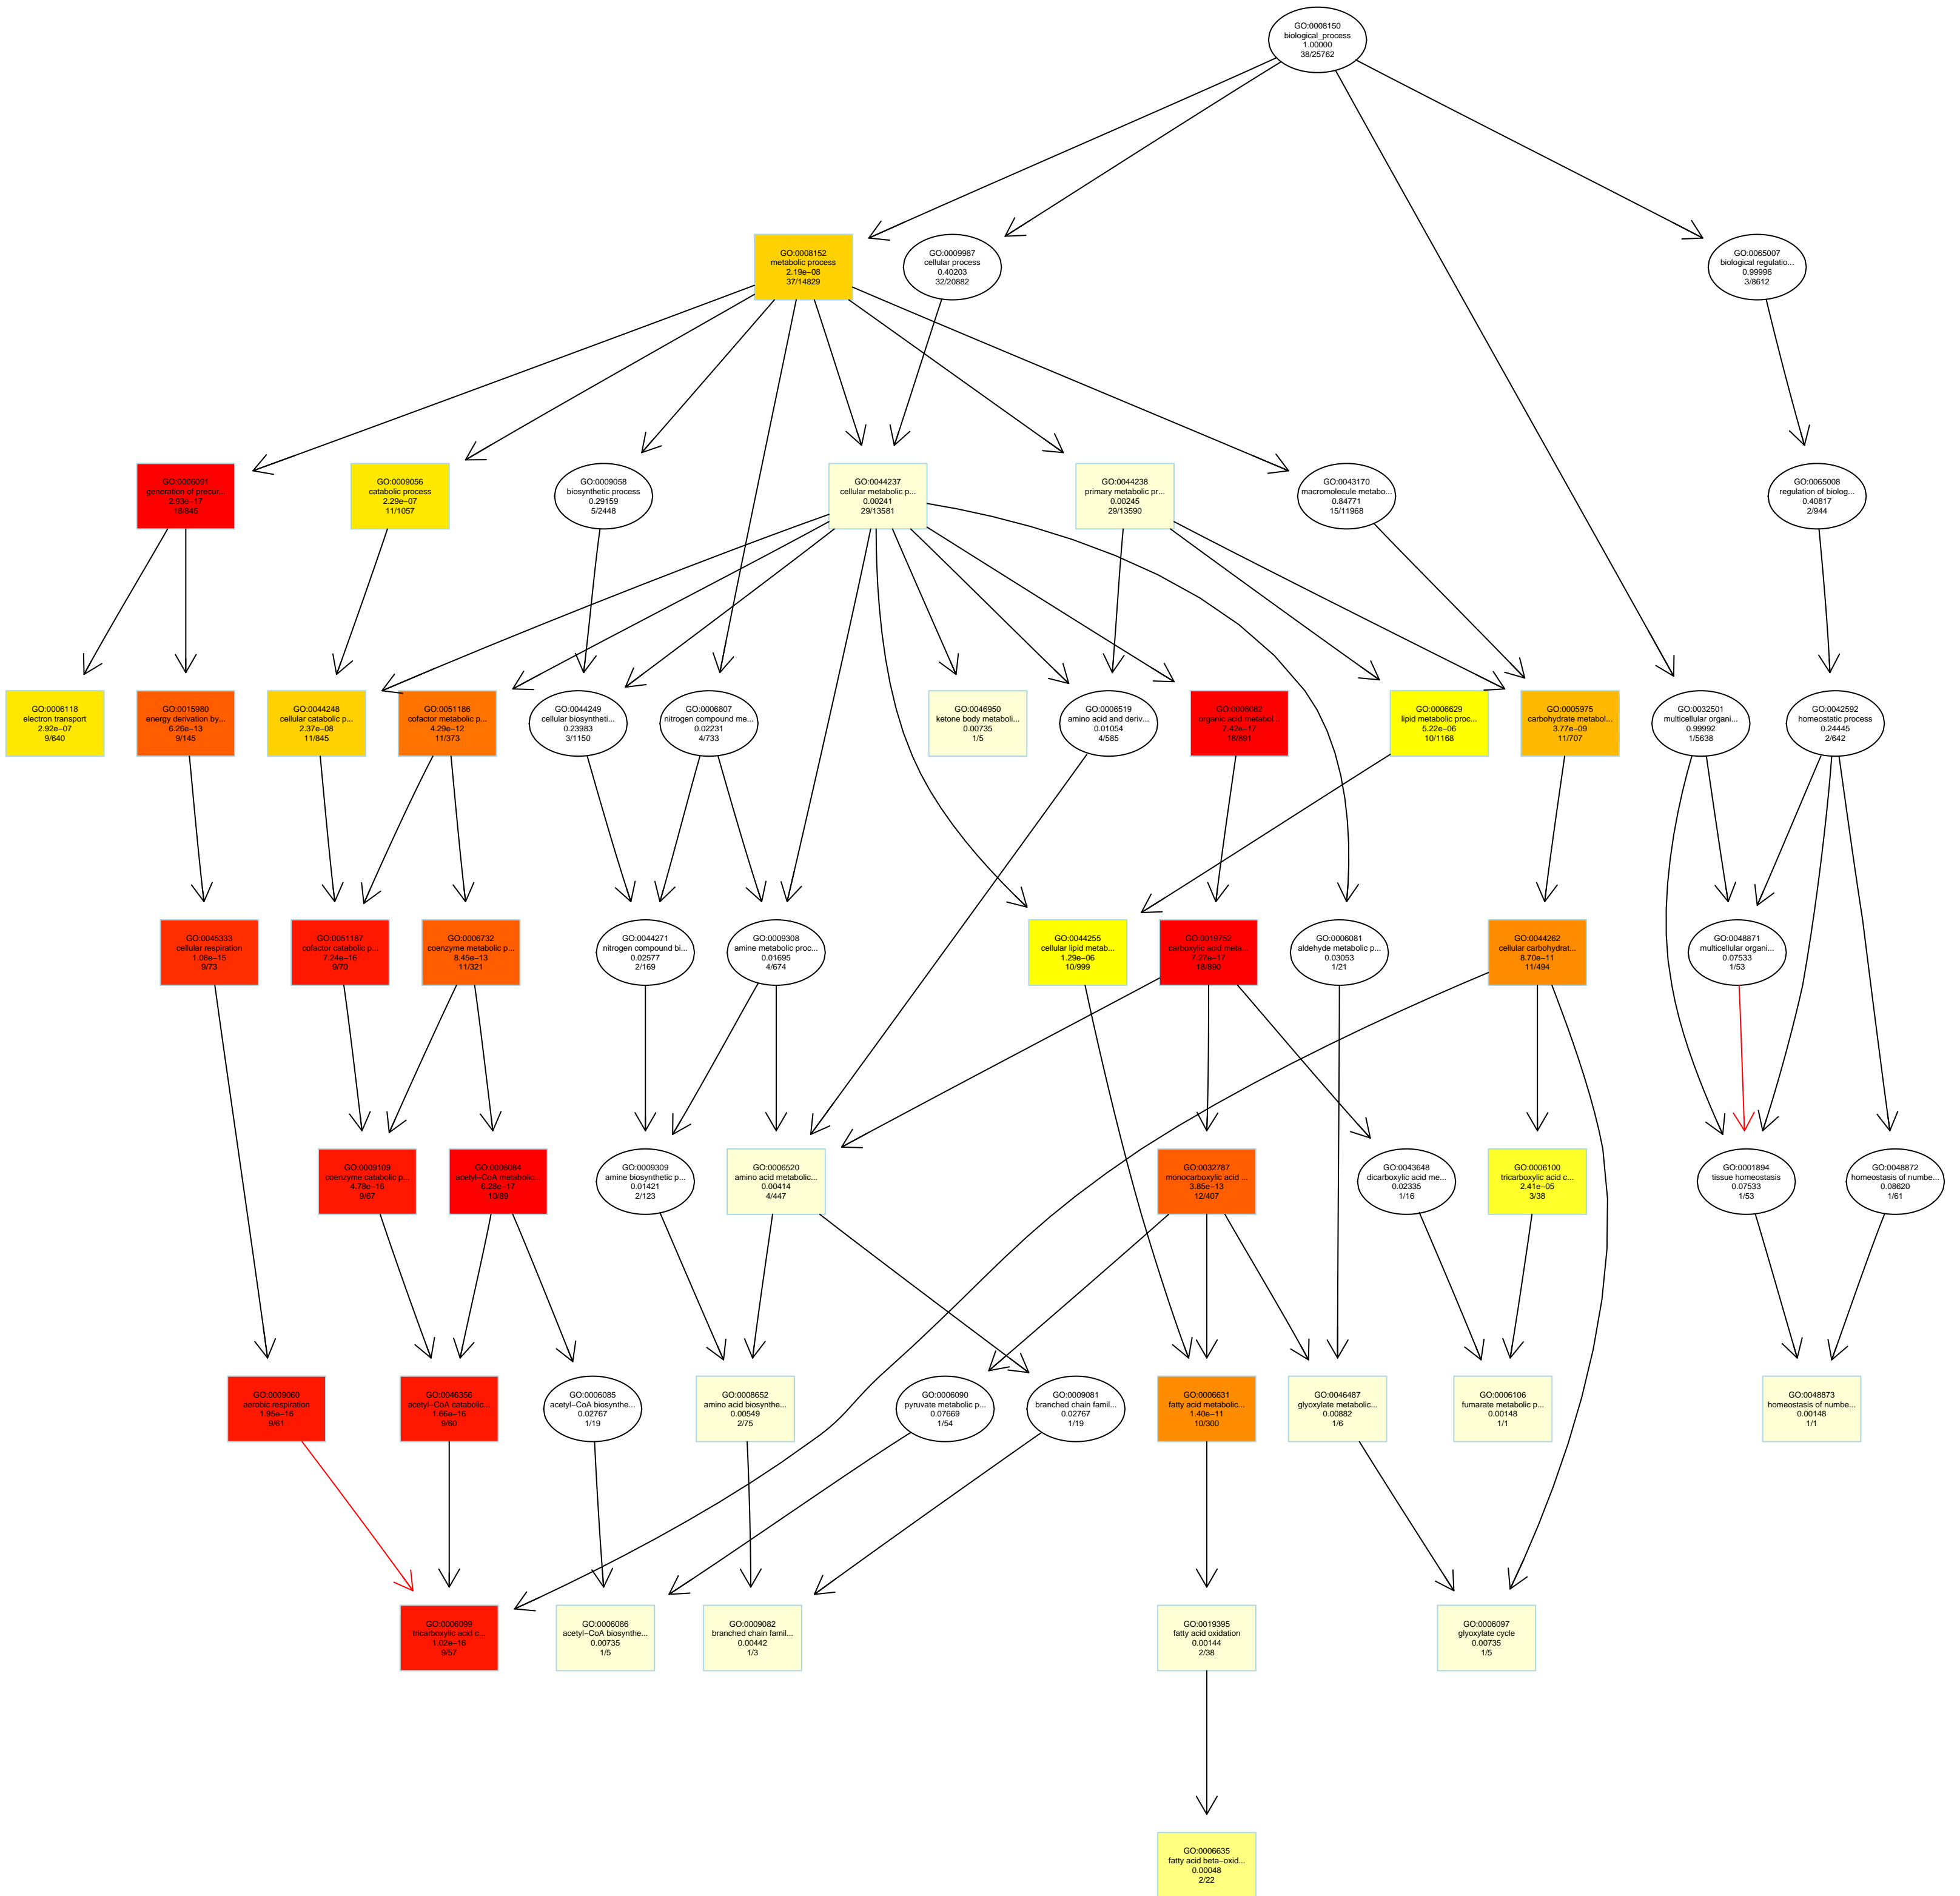 GO:0008150
biological_process
1.00000
38/25762
GO:0008152
metabolic process
2.19e−08
37/14829
GO:0009987
cellular process
0.40203
32/20882
GO:0065007
biological regulatio...
0.99996
3/8612
GO:0006091
generation of precur...
2.93e−17
18/845
GO:0009056
catabolic process
2.29e−07
11/1057
GO:0009058
biosynthetic process
0.29159
5/2448
GO:0044237
cellular metabolic p...
0.00241
29/13581
GO:0044238
primary metabolic pr...
0.00245
29/13590
GO:0043170
macromolecule metabo...
0.84771
15/11968
GO:0065008
regulation of biolog...
0.40817
2/944
GO:0006118
electron transport
2.92e−07
9/640
GO:0015980
energy derivation by...
6.26e−13
9/145
GO:0044248
cellular catabolic p...
2.37e−08
11/845
GO:0051186
cofactor metabolic p...
4.29e−12
11/373
GO:0044249
cellular biosyntheti...
0.23983
3/1150
GO:0006807
nitrogen compound me...
0.02231
4/733
GO:0046950
ketone body metaboli...
0.00735
1/5
GO:0006519
amino acid and deriv...
0.01054
4/585
GO:0006082
organic acid metabol...
7.42e−17
18/891
GO:0006629
lipid metabolic proc...
5.22e−06
10/1168
GO:0005975
carbohydrate metabol...
3.77e−09
11/707
GO:0032501
multicellular organi...
0.99992
1/5638
GO:0042592
homeostatic process
0.24445
2/642
GO:0045333
cellular respiration
1.08e−15
9/73
GO:0051187
cofactor catabolic p...
7.24e−16
9/70
GO:0006732
coenzyme metabolic p...
8.45e−13
11/321
GO:0044271
nitrogen compound bi...
0.02577
2/169
GO:0009308
amine metabolic proc...
0.01695
4/674
GO:0044255
cellular lipid metab...
1.29e−06
10/999
GO:0019752
carboxylic acid meta...
7.27e−17
18/890
GO:0006081
aldehyde metabolic p...
0.03053
1/21
GO:0044262
cellular carbohydrat...
8.70e−11
11/494
GO:0048871
multicellular organi...
0.07533
1/53
GO:0009109
coenzyme catabolic p...
4.78e−16
9/67
GO:0006084
acetyl−CoA metabolic...
6.28e−17
10/89
GO:0009309
amine biosynthetic p...
0.01421
2/123
GO:0006520
amino acid metabolic...
0.00414
4/447
GO:0032787
monocarboxylic acid ...
3.85e−13
12/407
GO:0043648
dicarboxylic acid me...
0.02335
1/16
GO:0006100
tricarboxylic acid c...
2.41e−05
3/38
GO:0001894
tissue homeostasis
0.07533
1/53
GO:0048872
homeostasis of numbe...
0.08620
1/61
GO:0009060
aerobic respiration
1.95e−16
9/61
GO:0046356
acetyl−CoA catabolic...
1.66e−16
9/60
GO:0006085
acetyl−CoA biosynthe...
0.02767
1/19
GO:0008652
amino acid biosynthe...
0.00549
2/75
GO:0006090
pyruvate metabolic p...
0.07669
1/54
GO:0009081
branched chain famil...
0.02767
1/19
GO:0006631
fatty acid metabolic...
1.40e−11
10/300
GO:0046487
glyoxylate metabolic...
0.00882
1/6
GO:0006106
fumarate metabolic p...
0.00148
1/1
GO:0048873
homeostasis of numbe...
0.00148
1/1
GO:0006099
tricarboxylic acid c...
1.02e−16
9/57
GO:0006086
acetyl−CoA biosynthe...
0.00735
1/5
GO:0009082
branched chain famil...
0.00442
1/3
GO:0019395
fatty acid oxidation
0.00144
2/38
GO:0006097
glyoxylate cycle
0.00735
1/5
GO:0006635
fatty acid beta−oxid...
0.00048
2/22